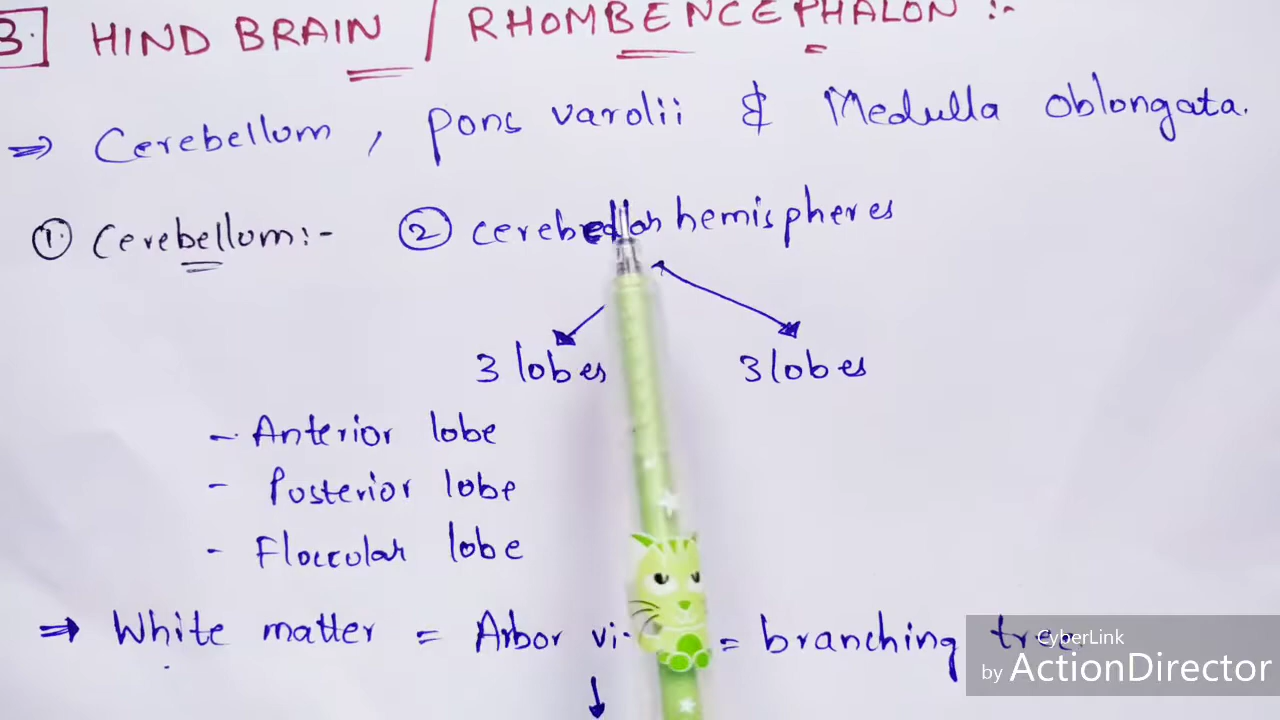 3. HIND BRAIN / RHOMBENCEPHALON :-
⇒ Cerebellum , Pons varolii & Medulla oblongata.
① Cerebellum:- ② cerebellar hemispheres
3 lobes 3 lobes
- Anterior lobe
- Posterior lobe
- Floccular lobe
⇒ White matter = Arbor = branching
CyberLink
by ActionDirector